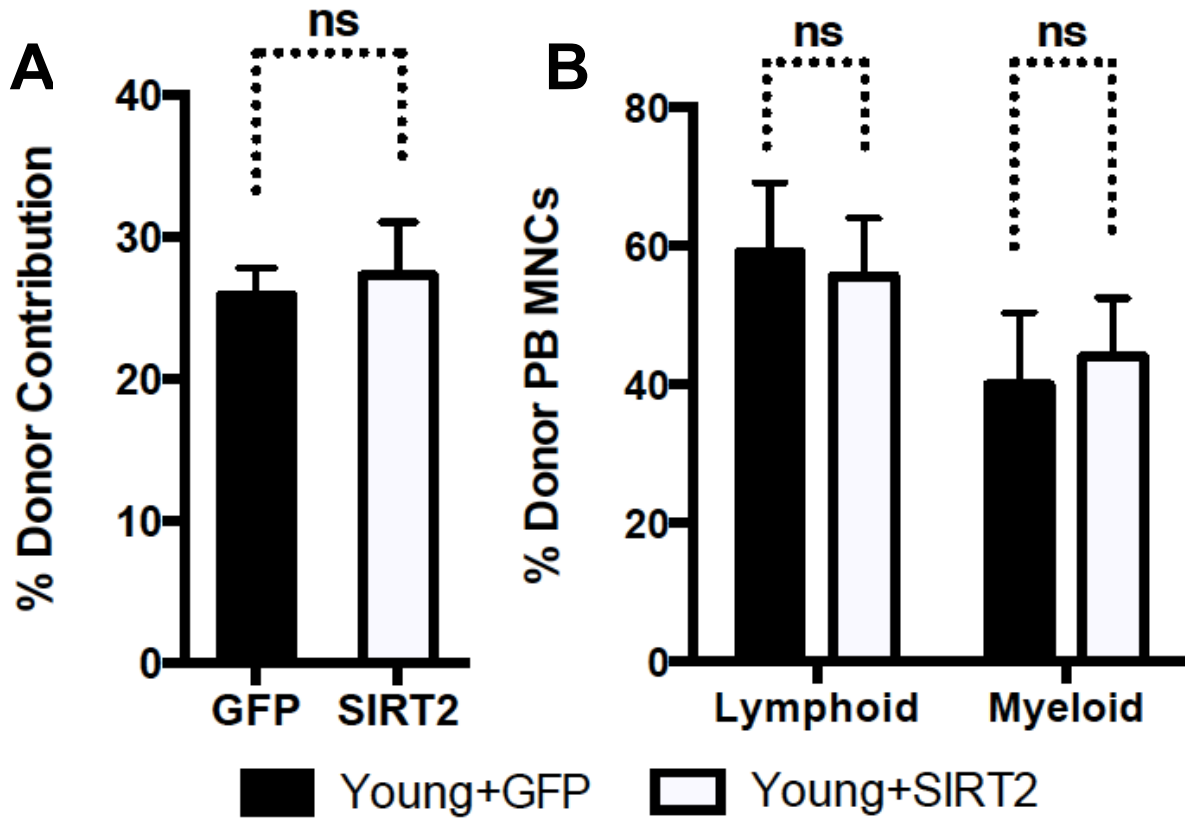 A
ns
40
30
20
10
0
% Donor Contribution
GFP SIRT2
B
ns ns
80
60
40
20
0
% Donor PB MNCs
Lymphoid Myeloid
Young+GFP Young+SIRT2